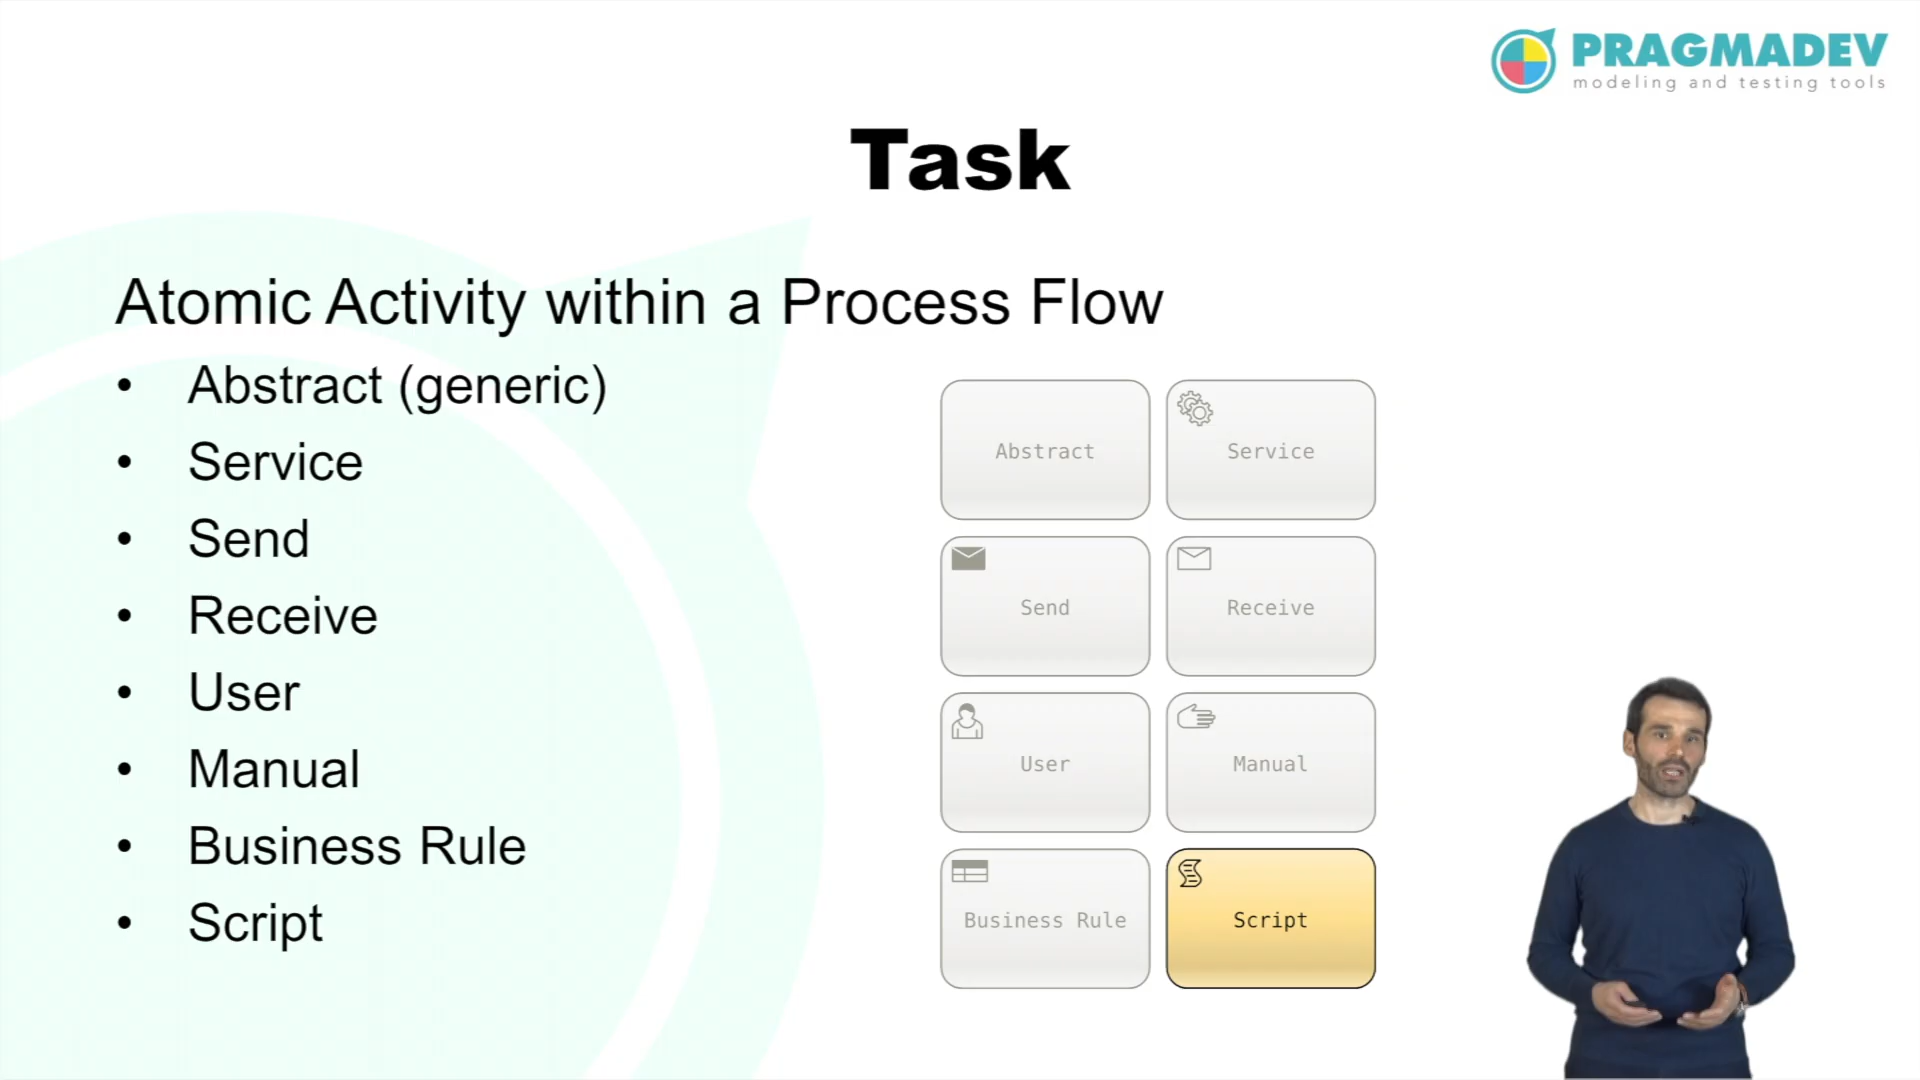 PRAGMADEV
modeling and testing tools
Task
Atomic Activity within a Process Flow
• Abstract (generic)
• Service
• Send
• Receive
• User
• Manual
• Business Rule
• Script
Abstract
Service
Send
Receive
User
Manual
Business Rule
Script